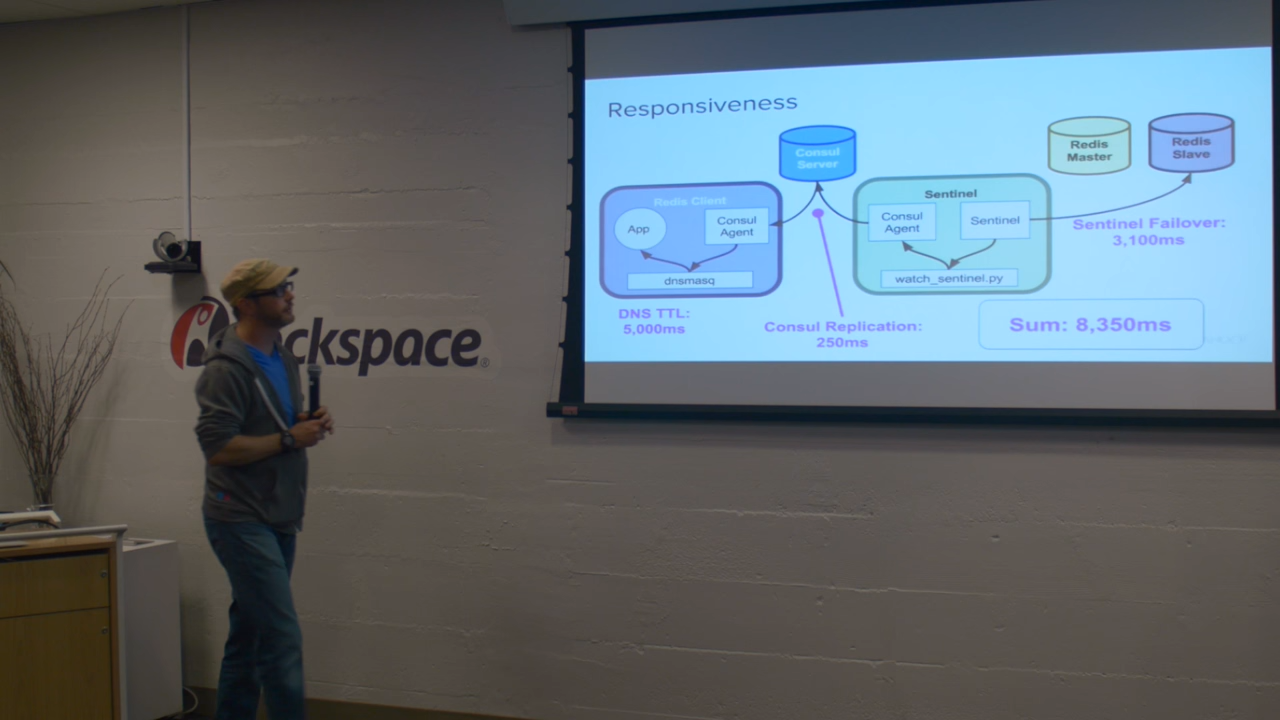 Responsiveness
Consul
Server
Redis
Master
Redis
Slave
Redis Client
App
Consul
Agent
dnsmasq
Sentinel
Consul
Agent
Sentinel
watch_sentinel.py
Sentinel Failover:
3,100ms
DNS TTL:
5,000ms
Consul Replication:
250ms
Sum: 8,350ms
ckspace®